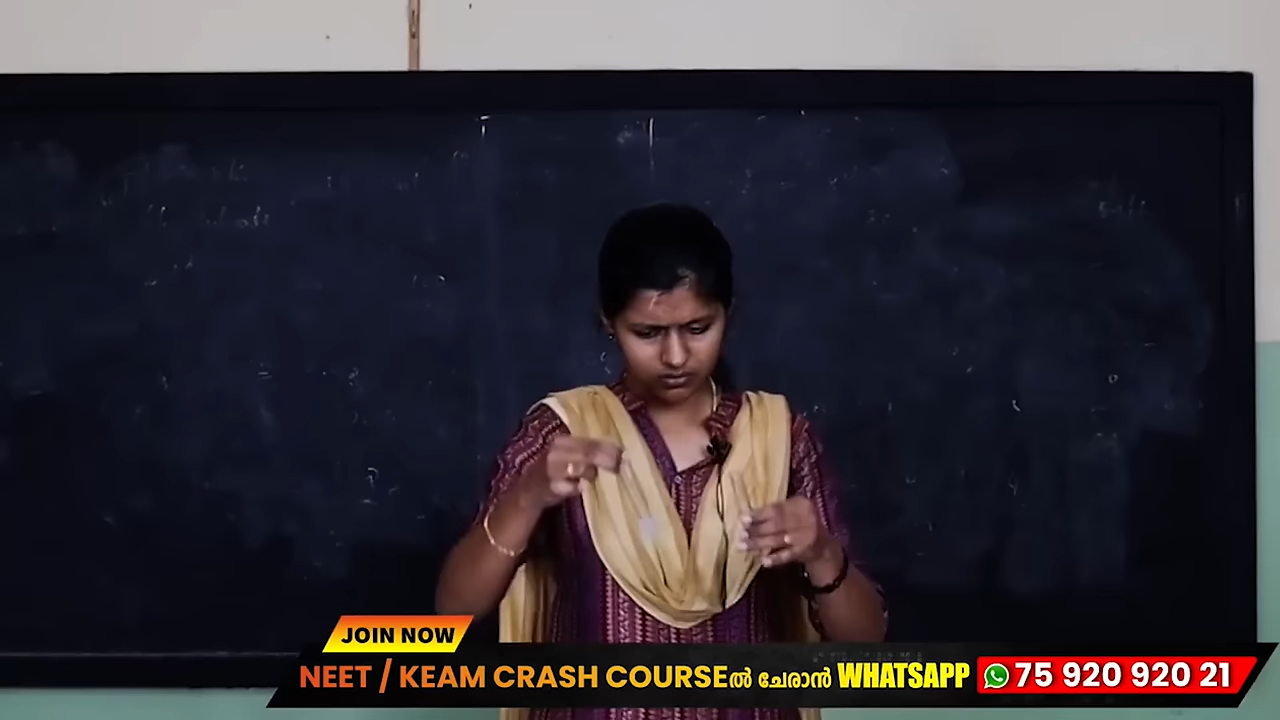 JOIN NOW
NEET / KEAM CRASH COURSEൽ ചേരാൻ WHATSAPP 75 920 920 21